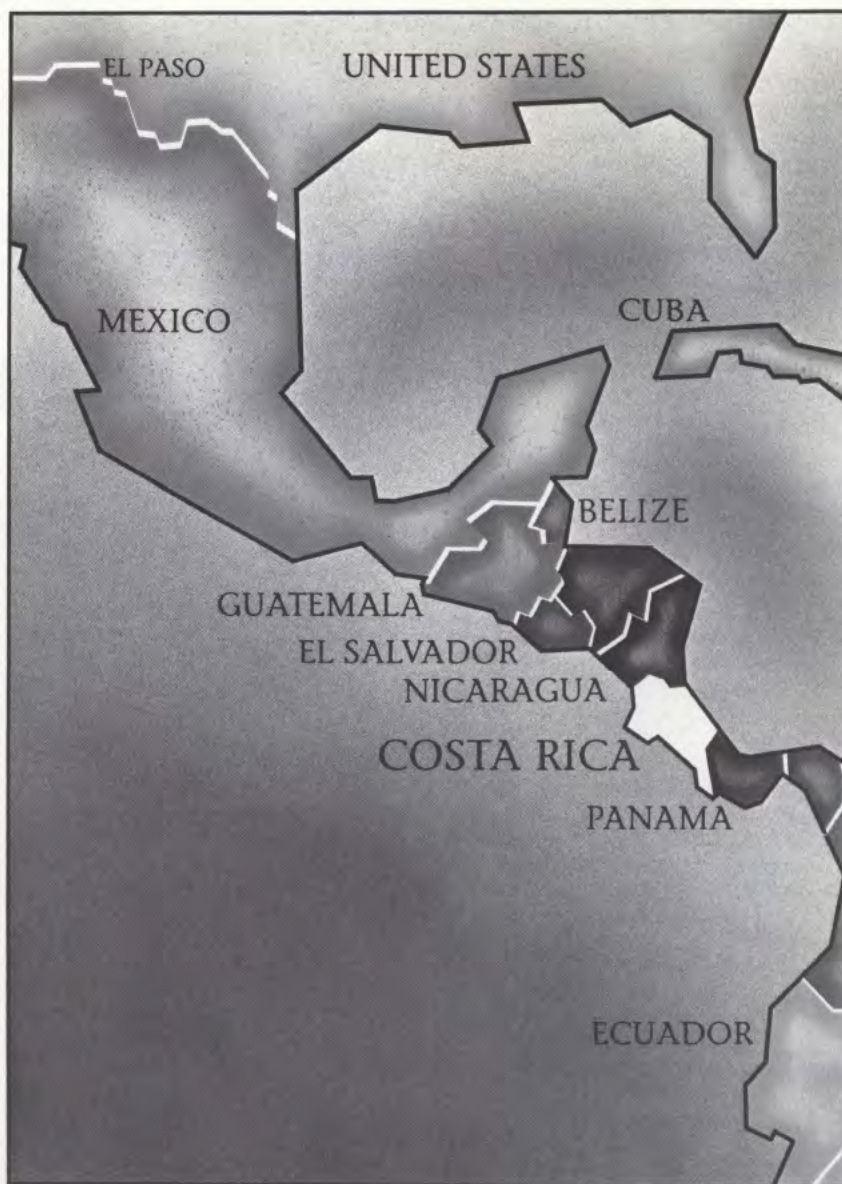 EL PASO
UNITED STATES
MEXICO
CUBA
BELIZE
GUATEMALA
EL SALVADOR
NICARAGUA
COSTA RICA
PANAMA
ECUADOR